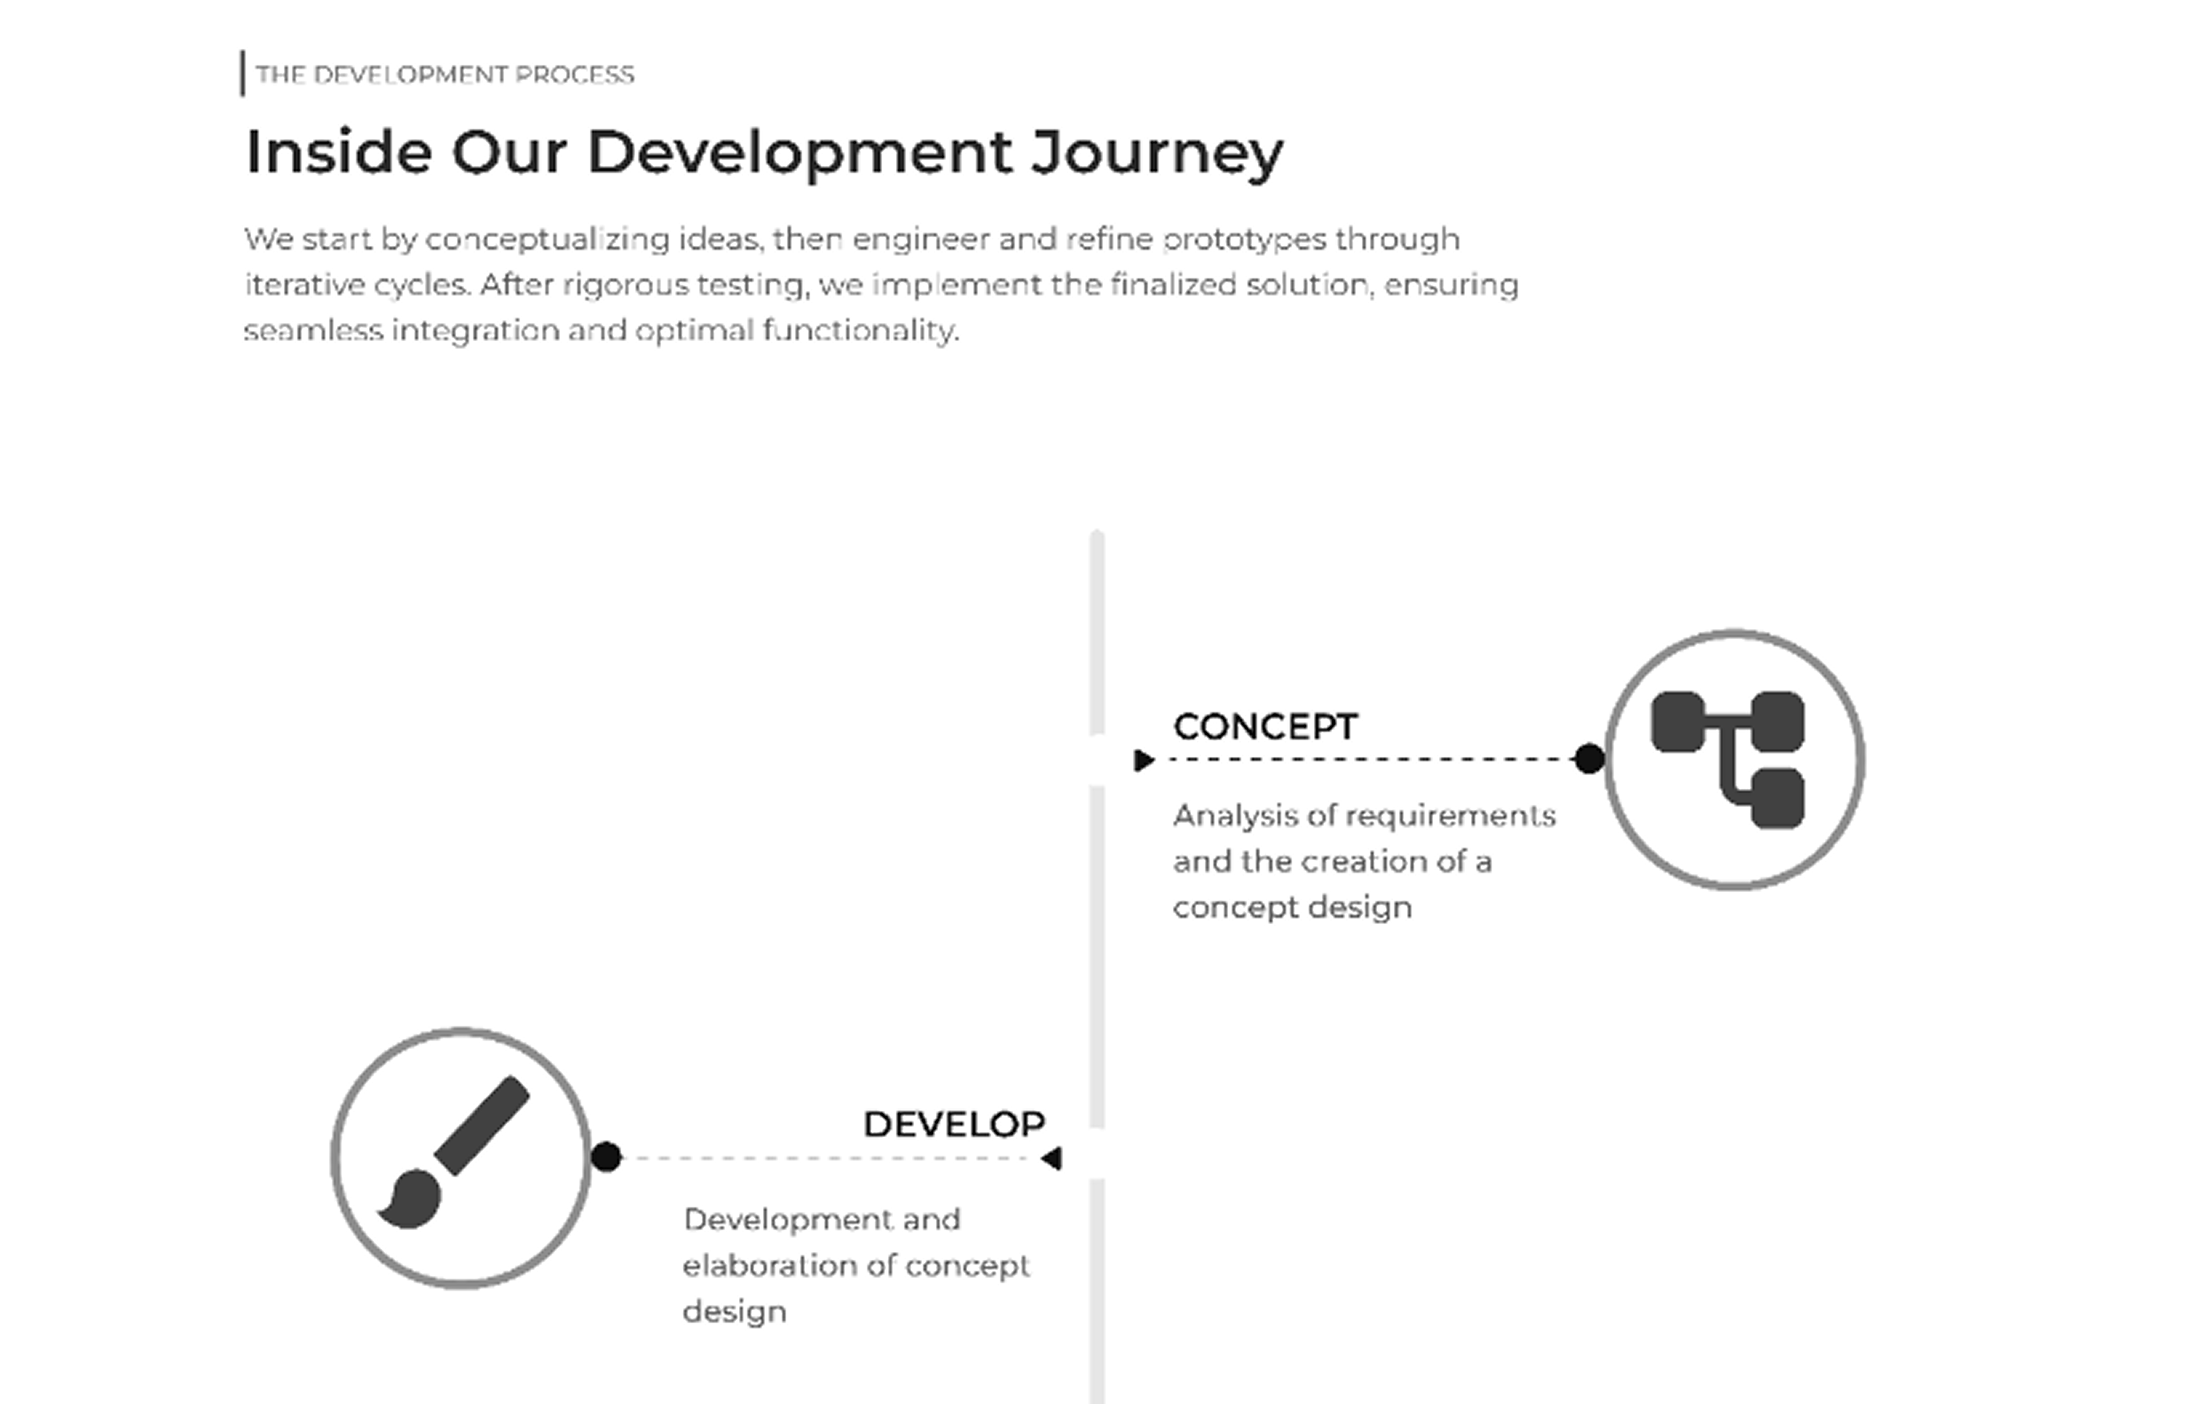 THE DEVELOPMENT PROCESS
Inside Our Development Journey
We start by conceptualizing ideas, then engineer and refine prototypes through
iterative cycles. After rigorous testing, we implement the finalized solution, ensuring
seamless integration and optimal functionality.
CONCEPT
Analysis of requirements
and the creation of a
concept design
DEVELOP
Development and
elaboration of concept
design